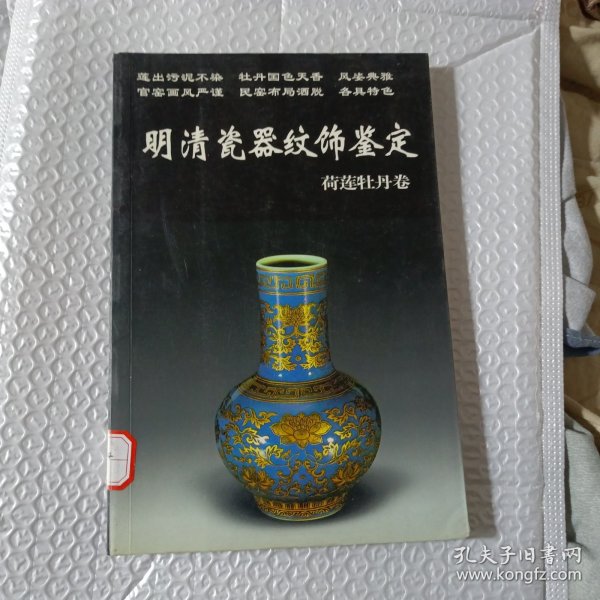 莲出污泥不染 牡丹国色天香 风姿典雅
官窑画风严谨 民窑布局洒脱 各具特色
明清瓷器纹饰鉴定
荷莲牡丹卷
孔夫子旧书网
www.kongfz.com